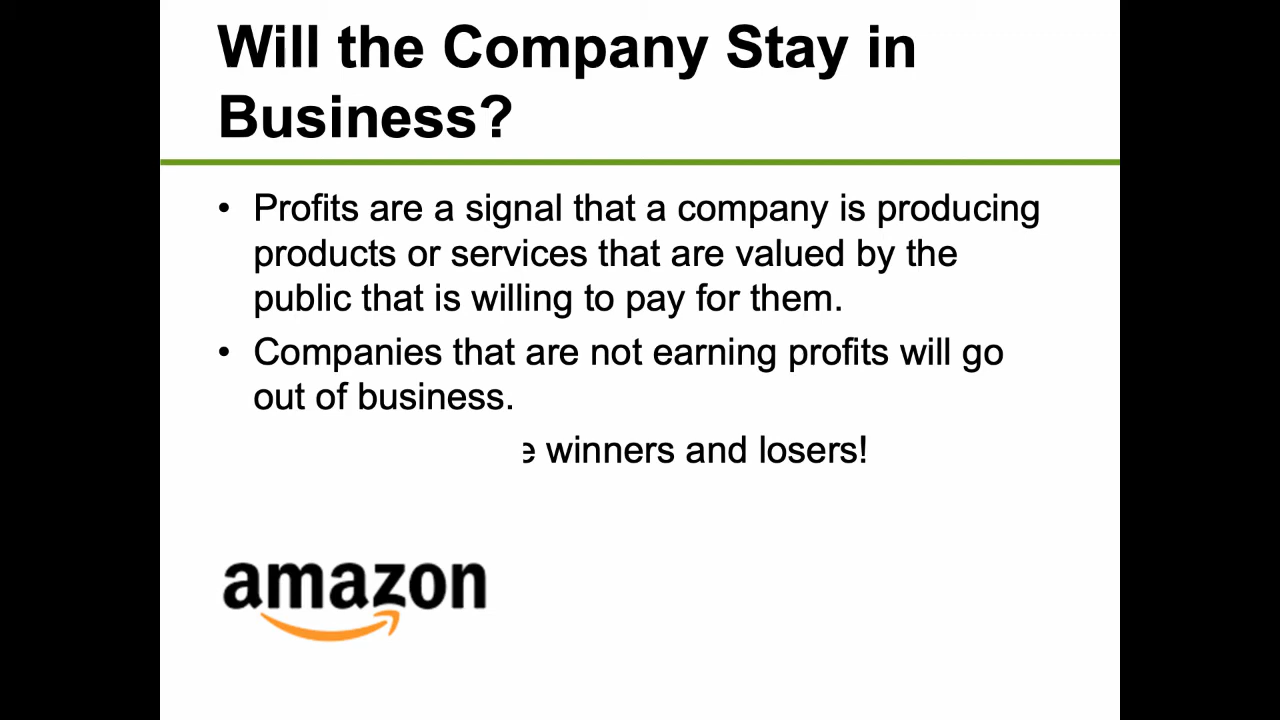 Will the Company Stay in
Business?
• Profits are a signal that a company is producing
products or services that are valued by the
public that is willing to pay for them.
• Companies that are not earning profits will go
out of business.
winners and losers!
amazon